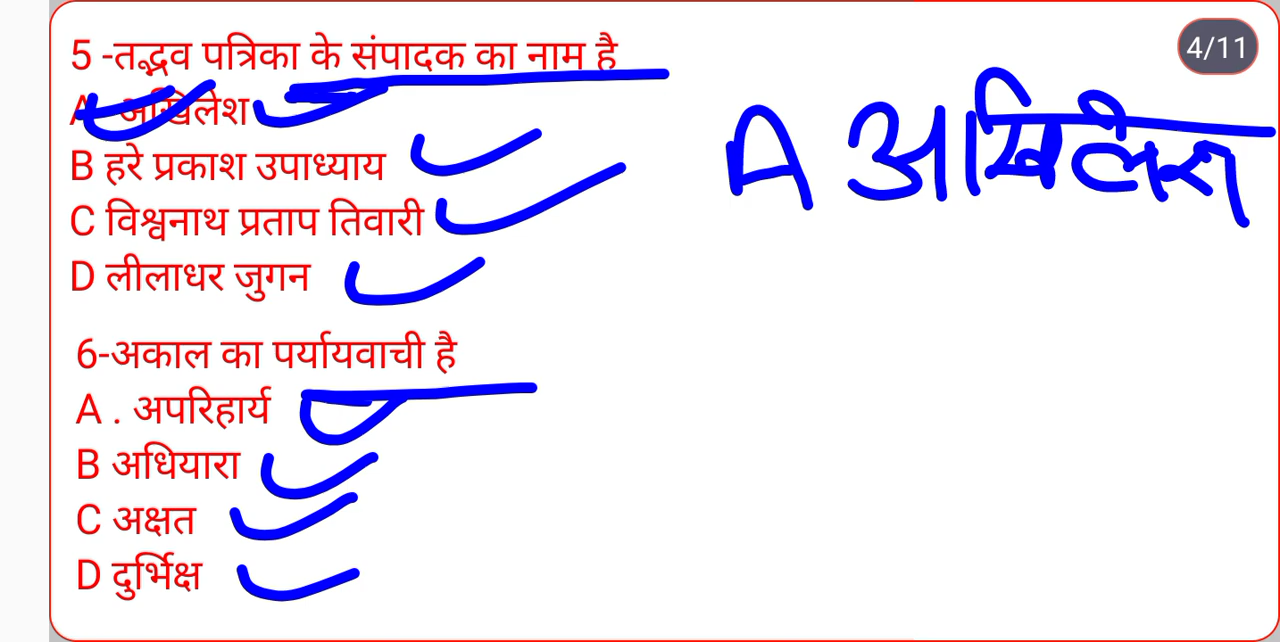 5 -तद्भव पत्रिका के संपादक का नाम है
4/11
A . अखिलेश
B हरे प्रकाश उपाध्याय
C विश्वनाथ प्रताप तिवारी
D लीलाधर जुगन
A अखिलेश
6-अकाल का पर्यायवाची है
A . अपरिहार्य
B अधियारा
C अक्षत
D दुर्भिक्ष